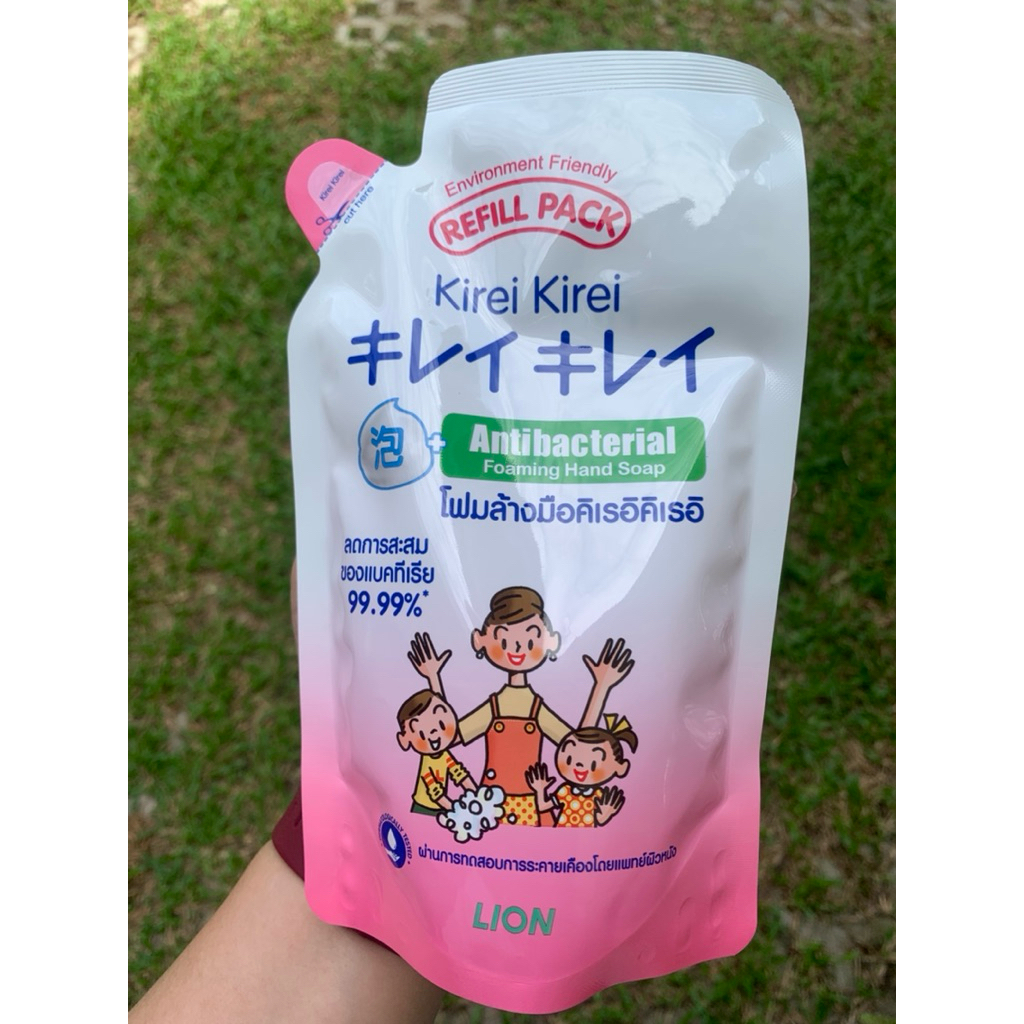 Environment Friendly
REFILL PACK
Kirei Kirei
cut here
Kirei Kirei
キレイキレイ
泡
+
Antibacterial
Foaming Hand Soap
โฟมล้างมือคิเรอิคิเรอิ
ลดการสะสม
ของแบคทีเรีย
99.99%*
ผ่านการทดสอบการระคายเคืองโดยแพทย์ผิวหนัง
LION